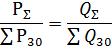 P_Σ / ∑ P_30 = Q_Σ / ∑ Q_30